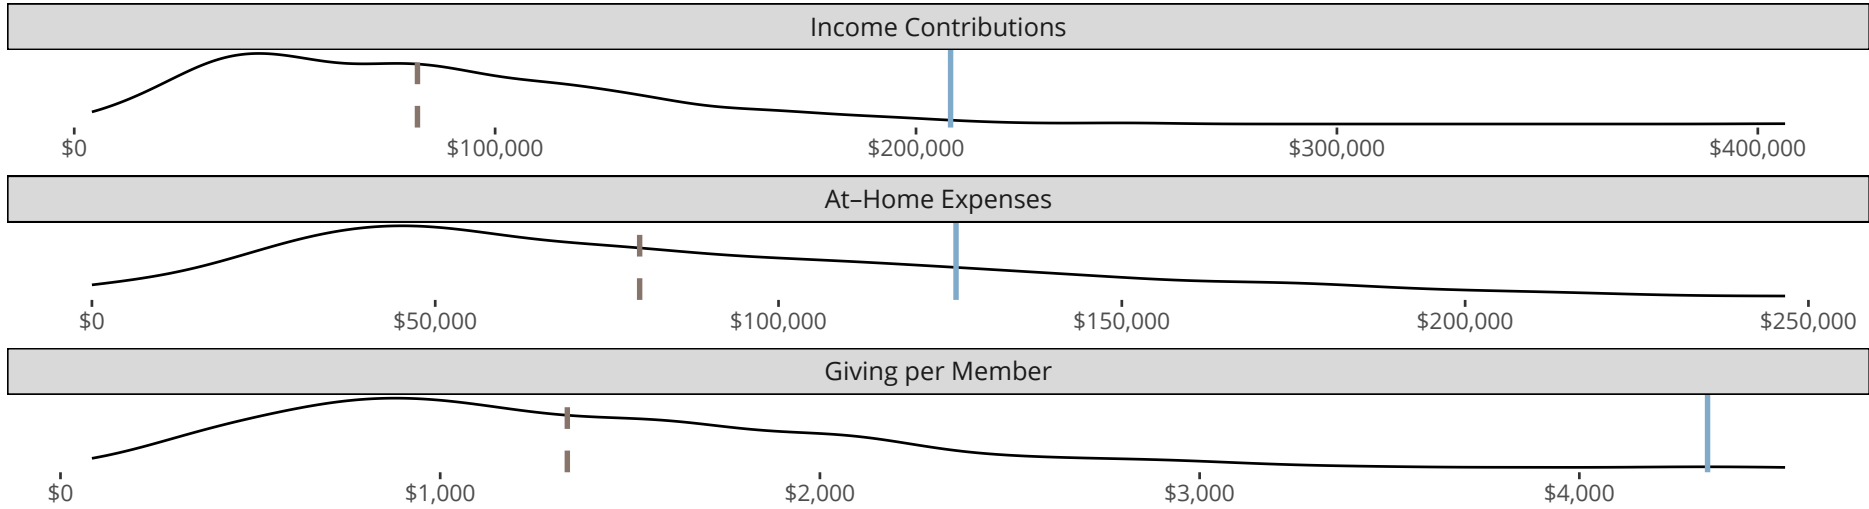 Income Contributions
$0 $100,000 $200,000 $300,000 $400,000
At–Home Expenses
$0 $50,000 $100,000 $150,000 $200,000 $250,000
Giving per Member
$0 $1,000 $2,000 $3,000 $4,000